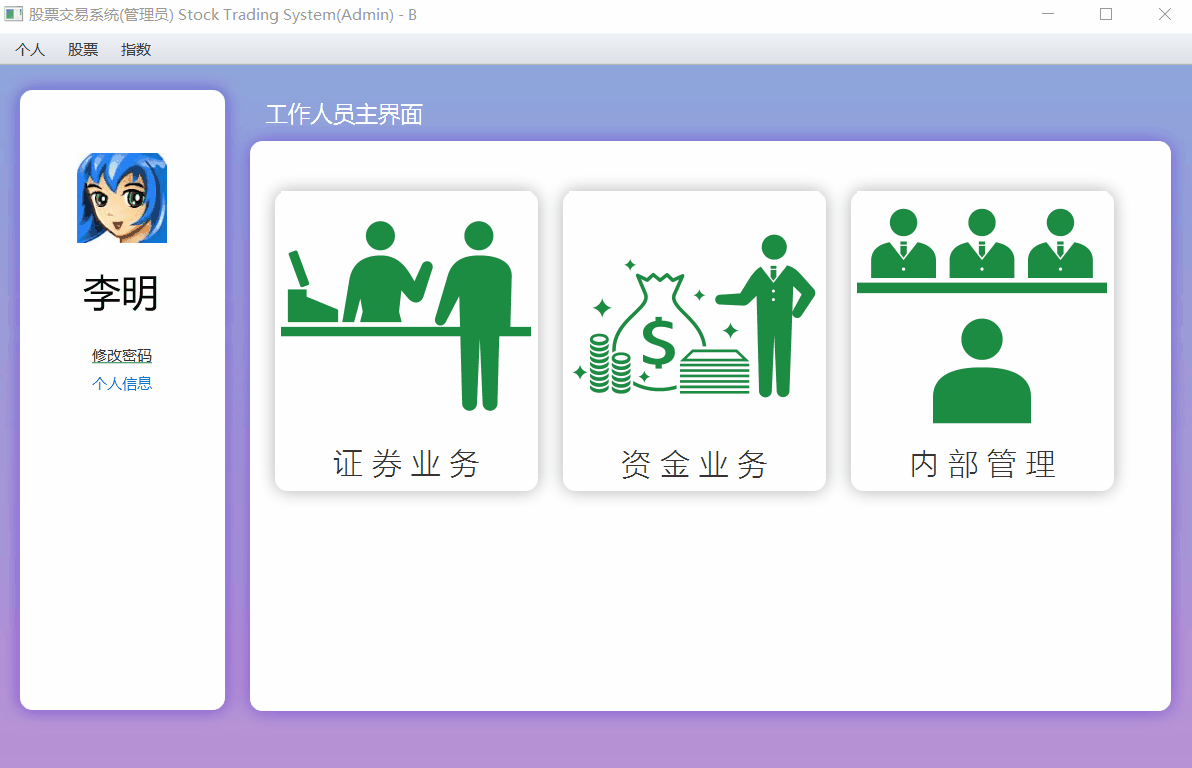 股票交易系统(管理员) Stock Trading System(Admin) - B
个人 股票 指数
工作人员主界面
李明
修改密码
个人信息
$
证券业务
资金业务
内部管理